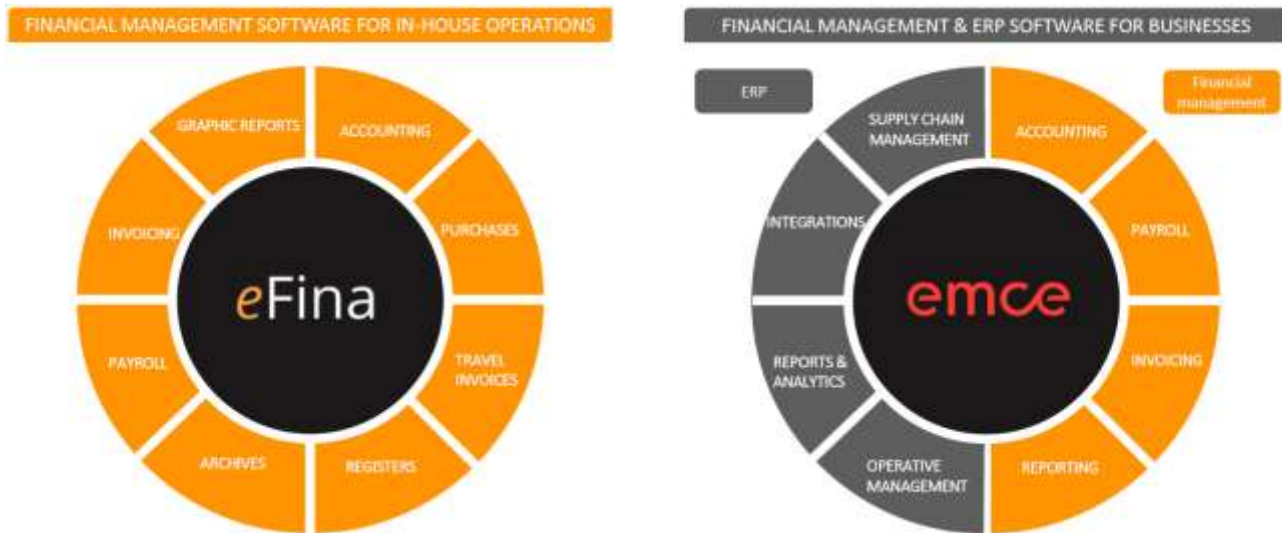 FINANCIAL MANAGEMENT SOFTWARE FOR IN-HOUSE OPERATIONS
GRAPHIC REPORTS
ACCOUNTING
INVOICING
PURCHASES
eFina
PAYROLL
TRAVEL
INVOICES
ARCHIVES
REGISTERS
FINANCIAL MANAGEMENT & ERP SOFTWARE FOR BUSINESSES
ERP
Financial
management
SUPPLY CHAIN
MANAGEMENT
ACCOUNTING
INTEGRATIONS
PAYROLL
emce
REPORTS &
ANALYTICS
INVOICING
OPERATIVE
MANAGEMENT
REPORTING